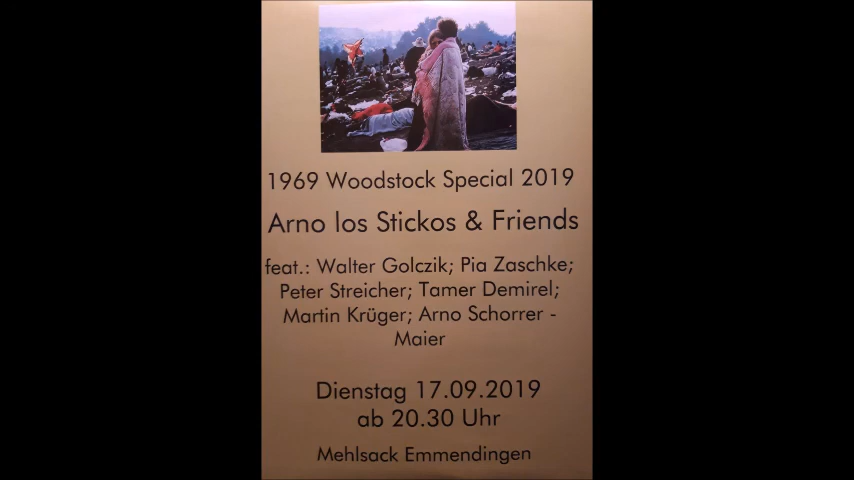 1969 Woodstock Special 2019
Arno los Stickos & Friends
feat.: Walter Golczik; Pia Zaschke;
Peter Streicher; Tamer Demirel;
Martin Krüger; Arno Schorrer -
Maier
Dienstag 17.09.2019
ab 20.30 Uhr
Mehlsack Emmendingen